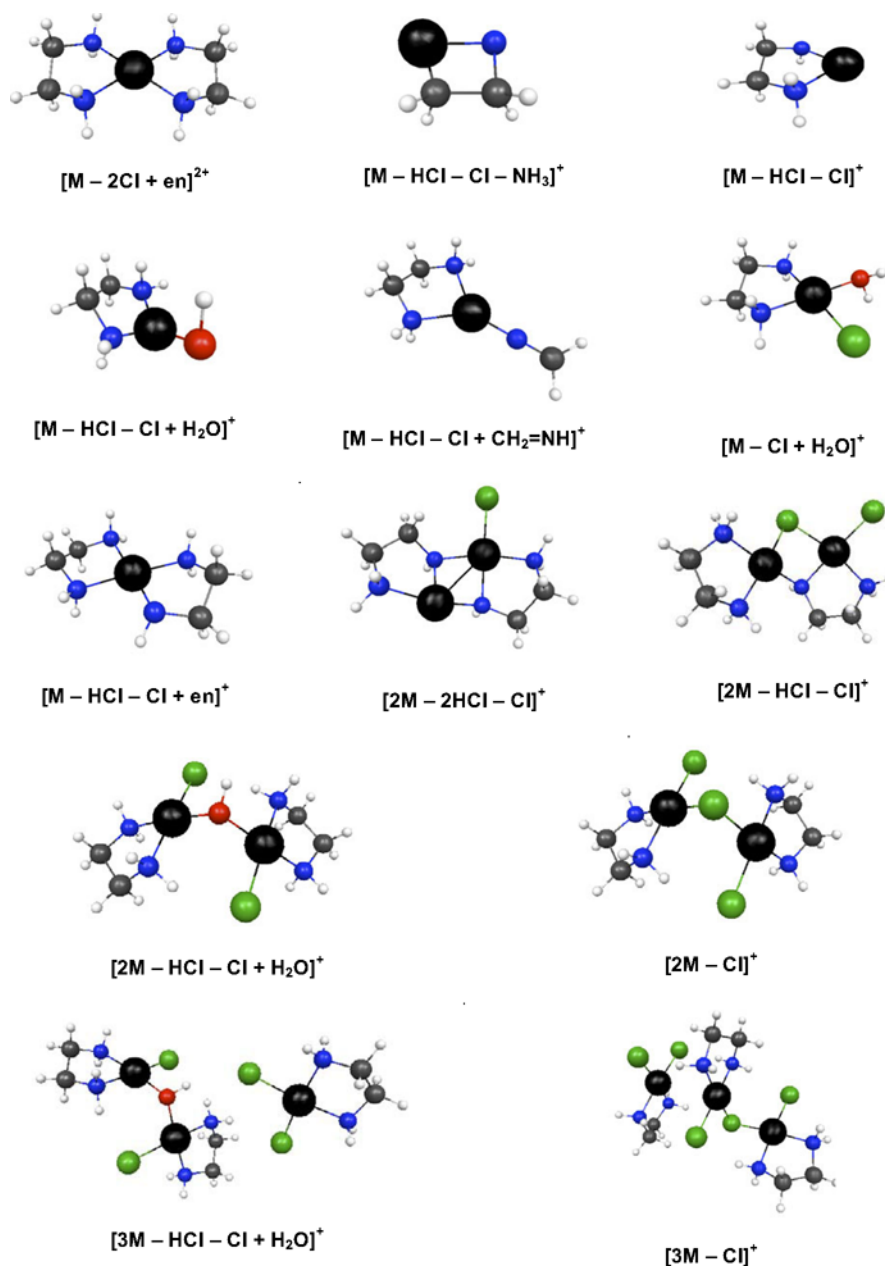 [M – 2Cl + en]²⁺
[M – HCl – Cl – NH₃]⁺
[M – HCl – Cl]⁺
[M – HCl – Cl + H₂O]⁺
[M – HCl – Cl + CH₂=NH]⁺
[M – Cl + H₂O]⁺
[M – HCl – Cl + en]⁺
[2M – 2HCl – Cl]⁺
[2M – HCl – Cl]⁺
[2M – HCl – Cl + H₂O]⁺
[2M – Cl]⁺
[3M – HCl – Cl + H₂O]⁺
[3M – Cl]⁺